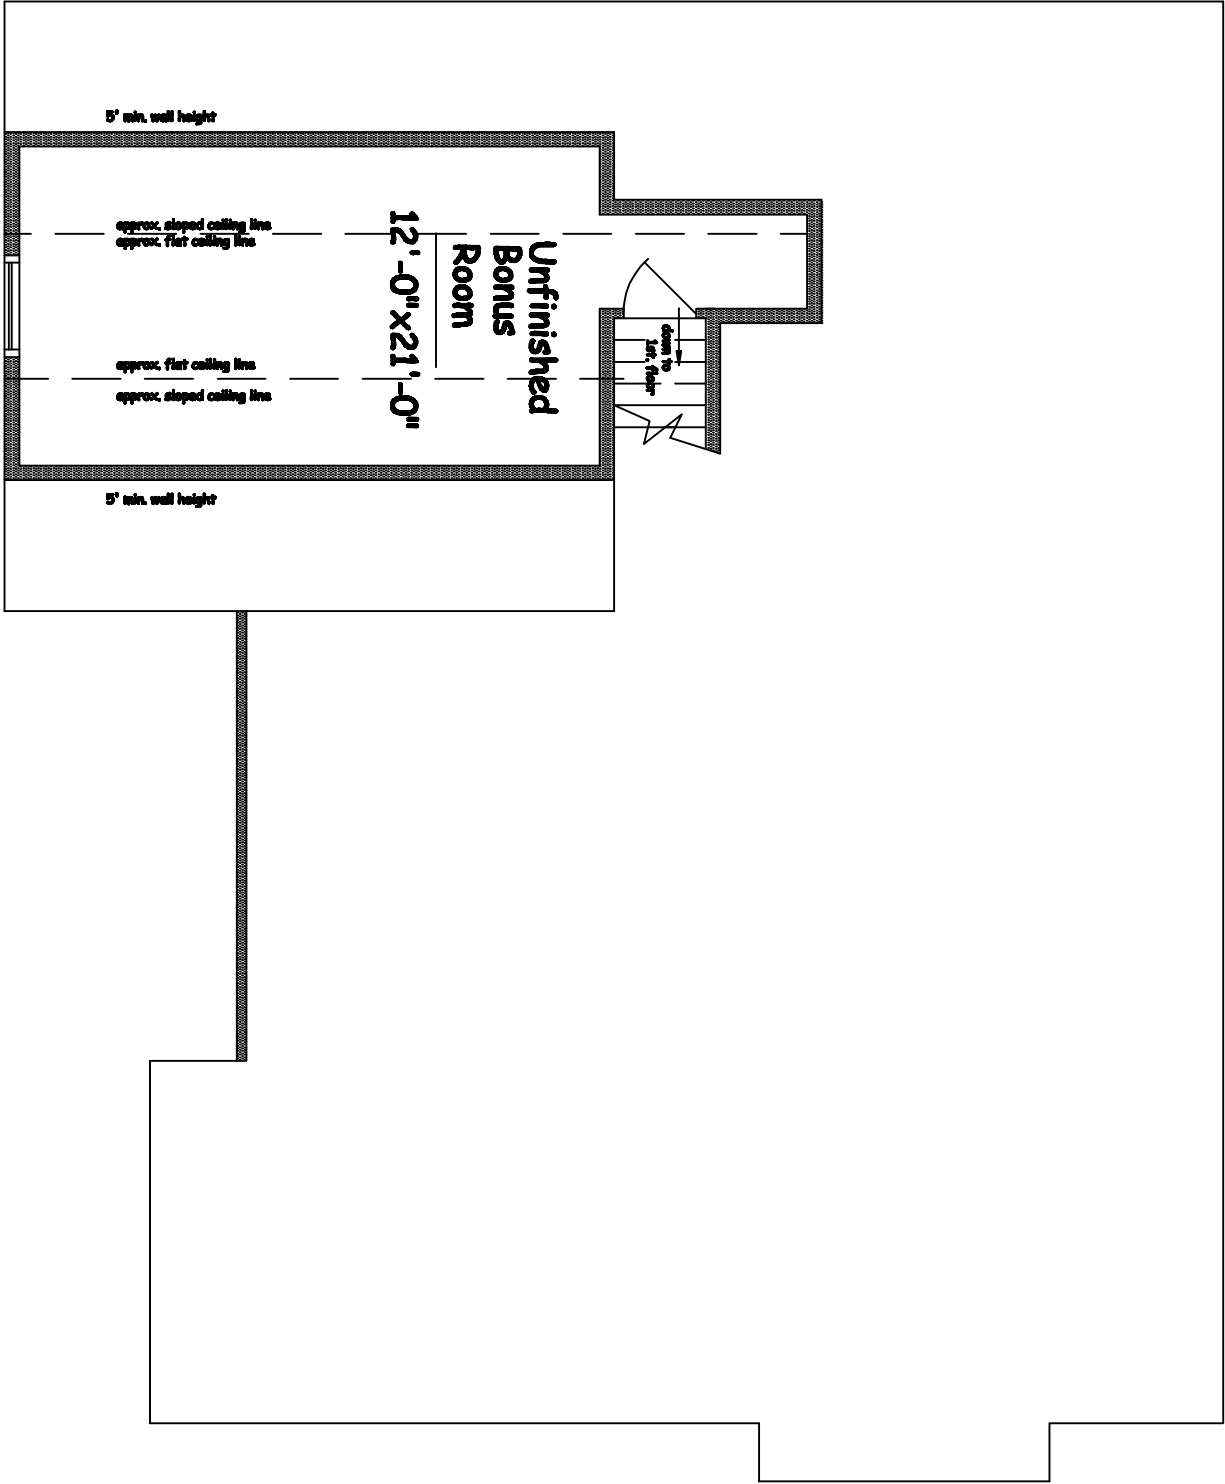 5' min. wall height
approx. sloped ceiling line
approx. flat ceiling line
Unfinished
Bonus
Room
12'-0"x21'-0"
down to
1st. floor
approx. flat ceiling line
approx. sloped ceiling line
5' min. wall height